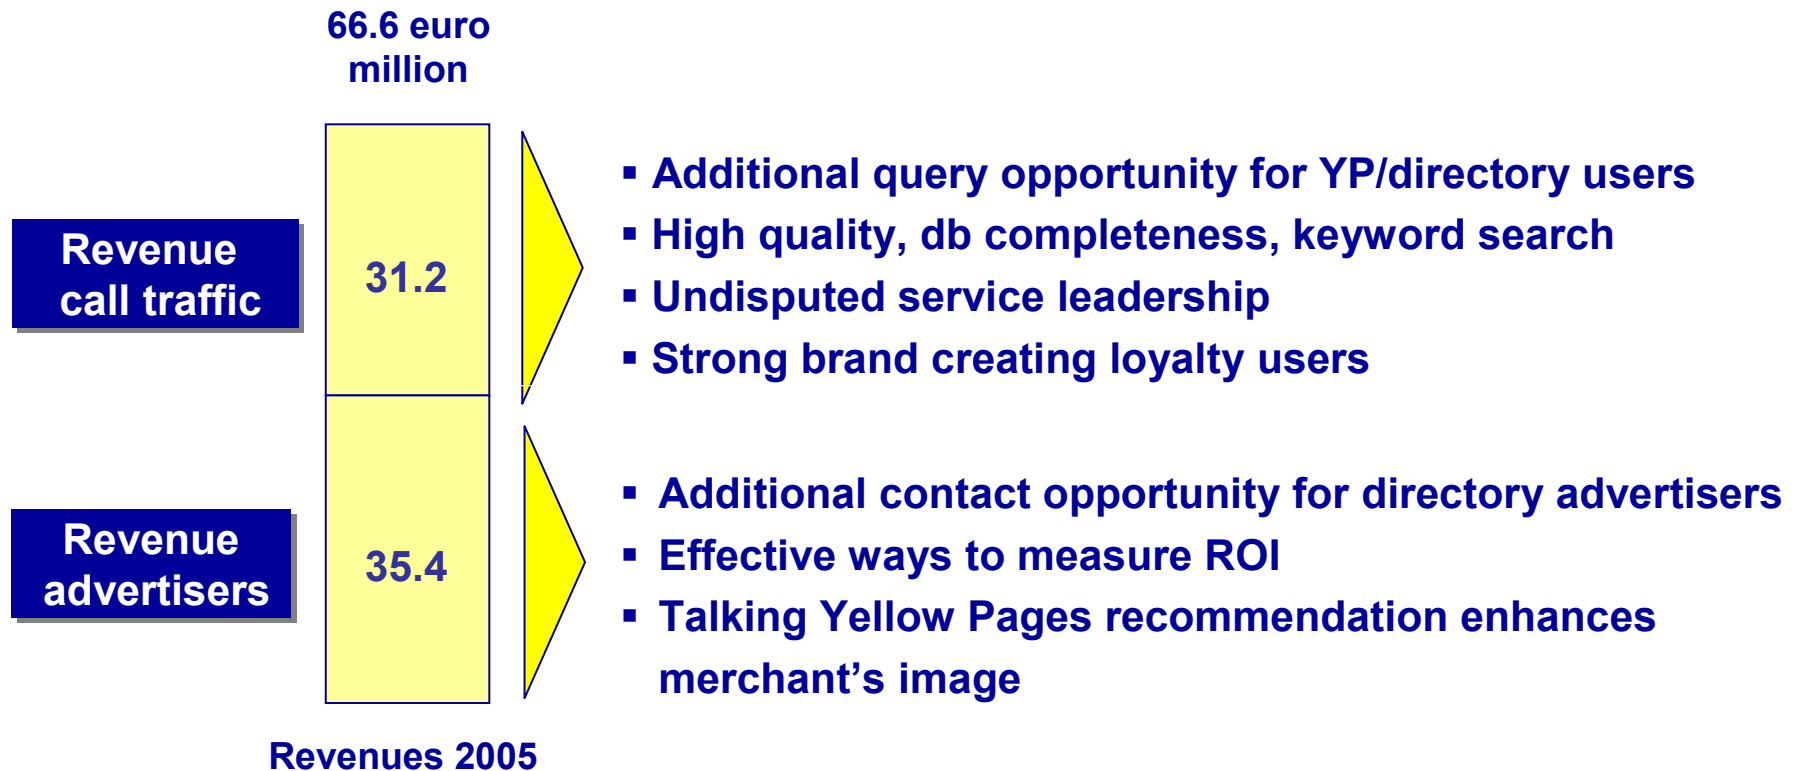 66.6 euro
million
Revenue
call traffic
31.2
▪ Additional query opportunity for YP/directory users
▪ High quality, db completeness, keyword search
▪ Undisputed service leadership
▪ Strong brand creating loyalty users
Revenue
advertisers
35.4
▪ Additional contact opportunity for directory advertisers
▪ Effective ways to measure ROI
▪ Talking Yellow Pages recommendation enhances
merchant’s image
Revenues 2005